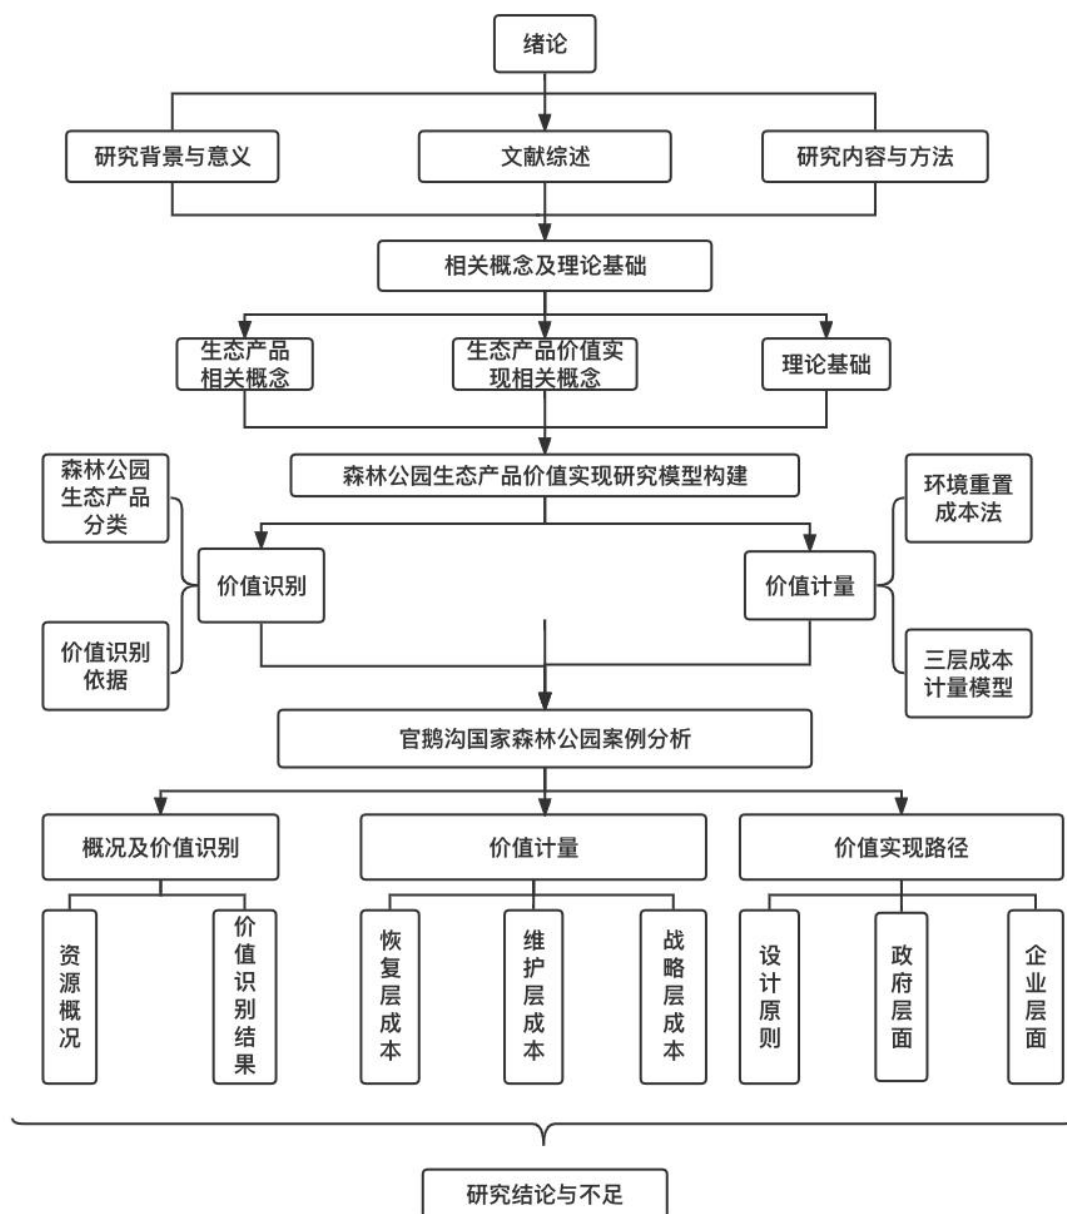 绪论
研究背景与意义
文献综述
研究内容与方法
相关概念及理论基础
生态产品
相关概念
生态产品价值实
现相关概念
理论基础
森林公园
生态产品
分类
森林公园生态产品价值实现研究模型构建
环境重置
成本法
价值识别
价值计量
价值识别
依据
三层成本
计量模型
官鹅沟国家森林公园案例分析
概况及价值识别
价值计量
价值实现路径
资源概况
价值识别结果
恢复层成本
维护层成本
战略层成本
设计原则
政府层面
企业层面
研究结论与不足